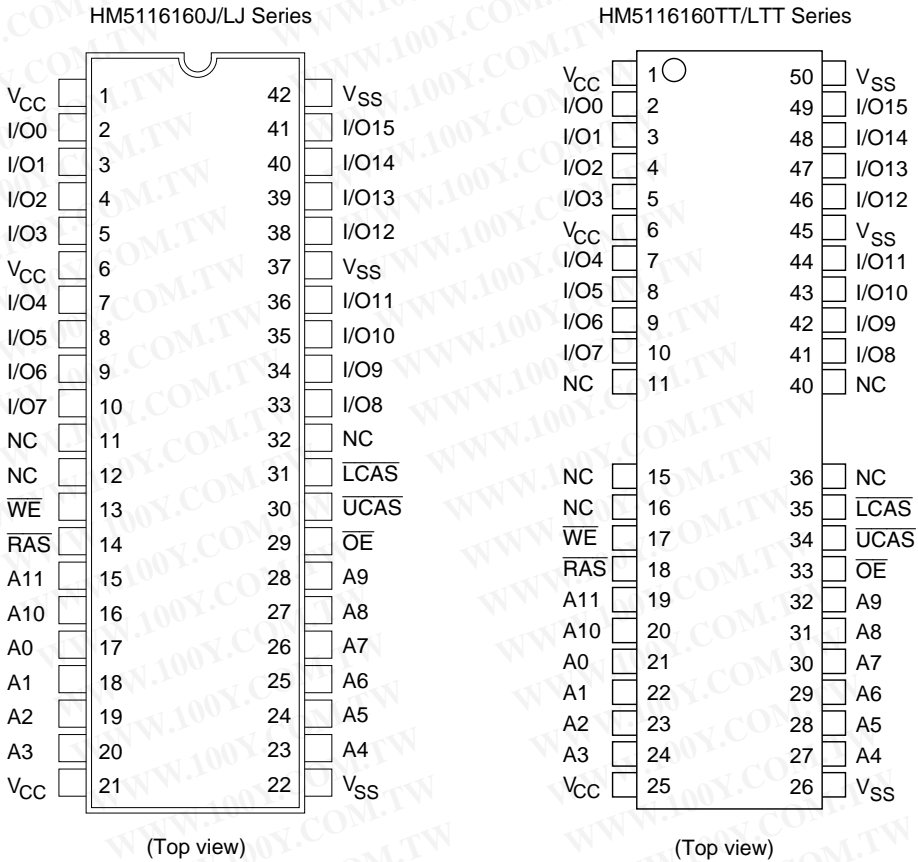 HM5116160J/LJ Series
VCC 1 42 VSS
I/O0 2 41 I/O15
I/O1 3 40 I/O14
I/O2 4 39 I/O13
I/O3 5 38 I/O12
VCC 6 37 VSS
I/O4 7 36 I/O11
I/O5 8 35 I/O10
I/O6 9 34 I/O9
I/O7 10 33 I/O8
NC 11 32 NC
NC 12 31 LCAS
WE 13 30 UCAS
RAS 14 29 OE
A11 15 28 A9
A10 16 27 A8
A0 17 26 A7
A1 18 25 A6
A2 19 24 A5
A3 20 23 A4
VCC 21 22 VSS
(Top view)
HM5116160TT/LTT Series
VCC 1 50 VSS
I/O0 2 49 I/O15
I/O1 3 48 I/O14
I/O2 4 47 I/O13
I/O3 5 46 I/O12
VCC 6 45 VSS
I/O4 7 44 I/O11
I/O5 8 43 I/O10
I/O6 9 42 I/O9
I/O7 10 41 I/O8
NC 11 40 NC
NC 15 36 NC
NC 16 35 LCAS
WE 17 34 UCAS
RAS 18 33 OE
A11 19 32 A9
A10 20 31 A8
A0 21 30 A7
A1 22 29 A6
A2 23 28 A5
A3 24 27 A4
VCC 25 26 VSS
(Top view)
WWW.100Y.COM.TW